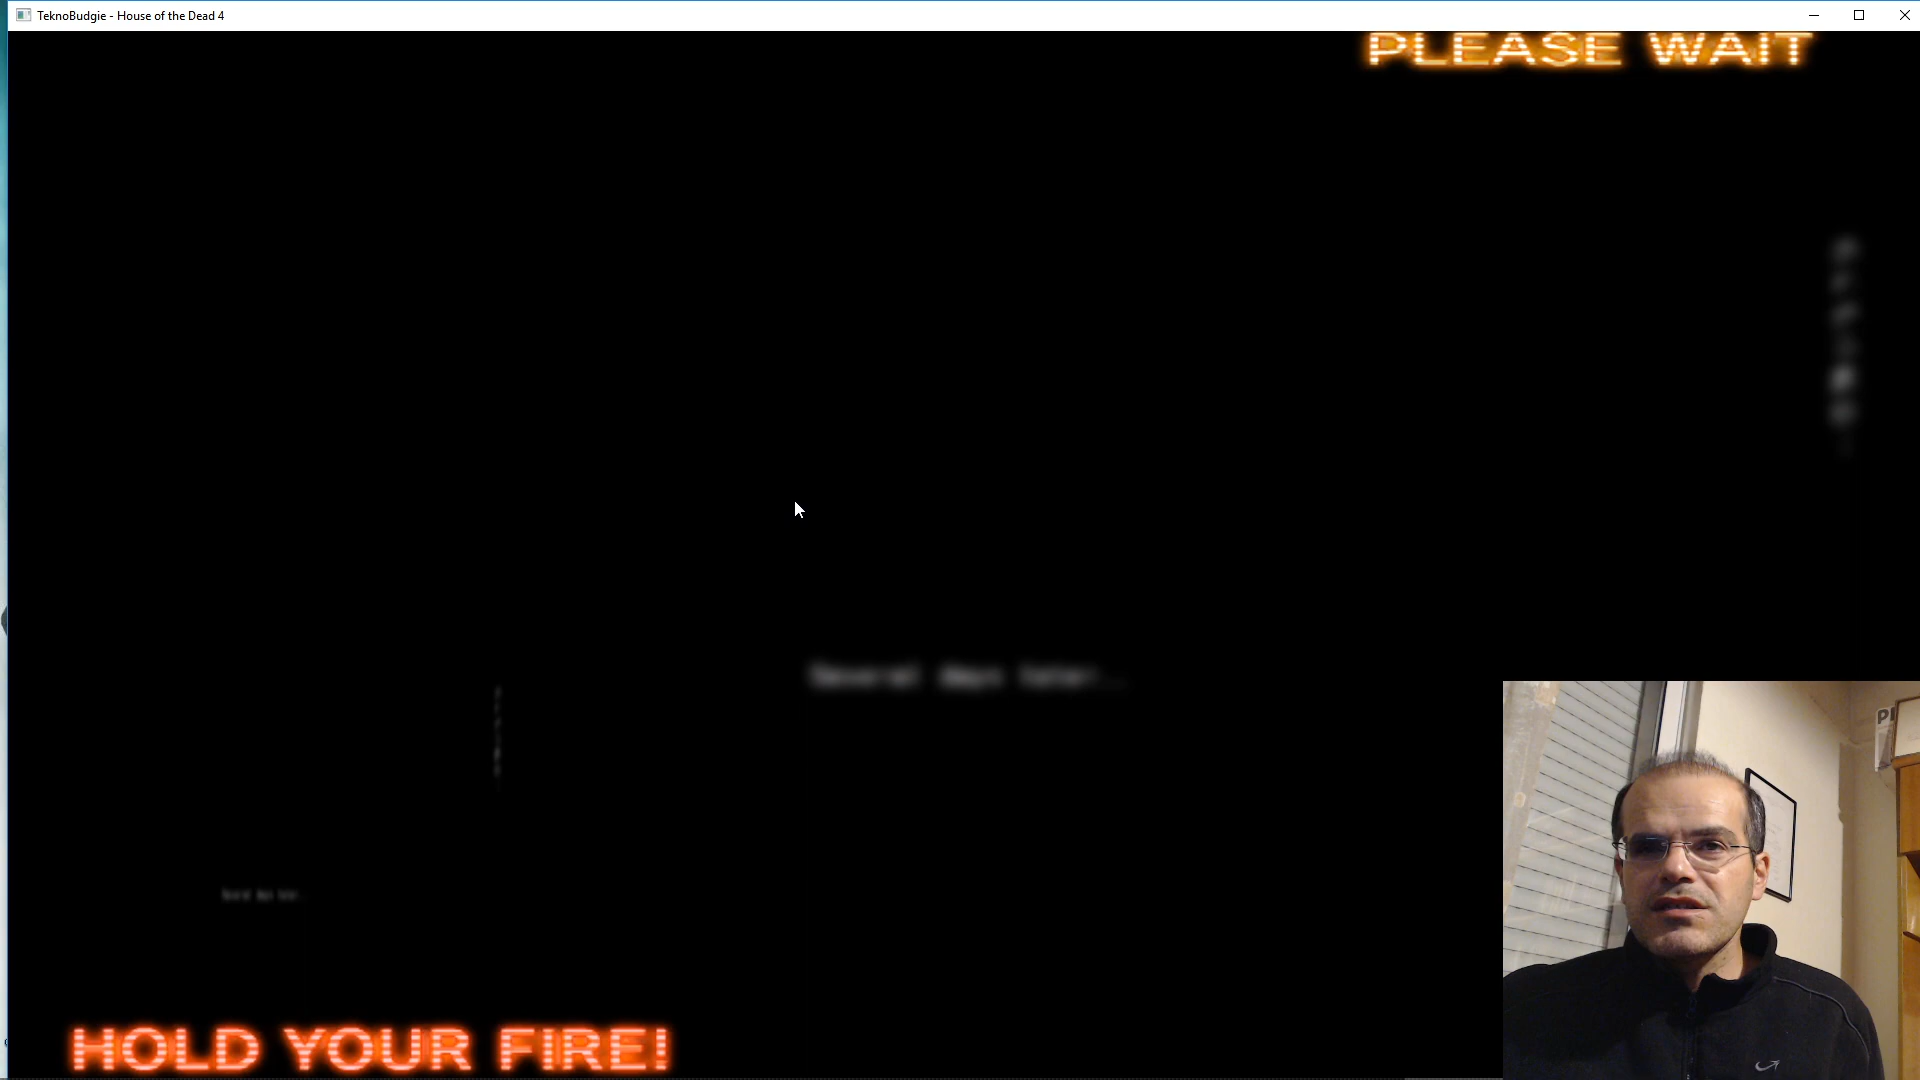 TeknoBudgie - House of the Dead 4
PLEASE WAIT
Several days later...
HOLD YOUR FIRE!